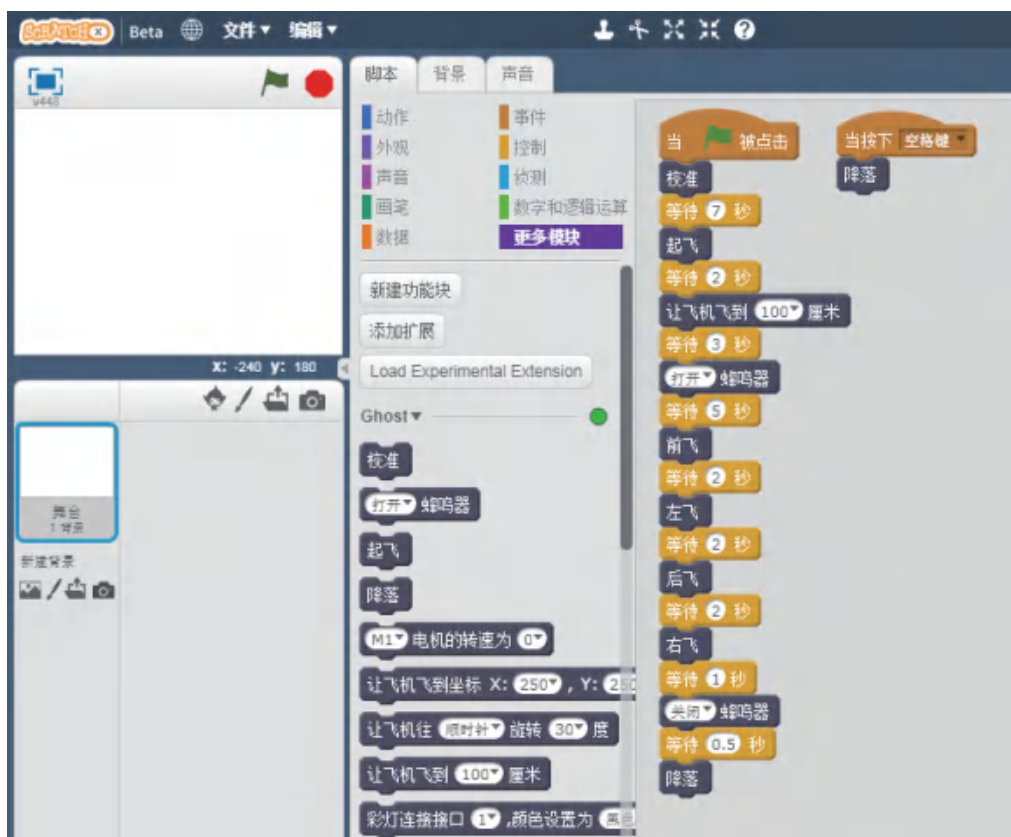 SCRATCHX Beta 文件▼ 编辑▼
v448
X: -240 Y: 180
舞台
1 背景
新建背景
脚本 背景 声音
动作 事件
外观 控制
声音 侦测
画笔 数字和逻辑运算
数据 更多模块
新建功能块
添加扩展
Load Experimental Extension
Ghost▼
校准
打开▼ 蜂鸣器
起飞
降落
M1▼ 电机的转速为 0▼
让飞机飞到坐标 X: 250▼ , Y: 250
让飞机往 顺时针▼ 旋转 30▼ 度
让飞机飞到 100▼ 厘米
彩灯连接接口 1▼ ,颜色设置为 黑色
当 被点击
校准
等待 7 秒
起飞
等待 2 秒
让飞机飞到 100▼ 厘米
等待 3 秒
打开▼ 蜂鸣器
等待 5 秒
前飞
等待 2 秒
左飞
等待 2 秒
后飞
等待 2 秒
右飞
等待 1 秒
关闭▼ 蜂鸣器
等待 0.5 秒
降落
当按下 空格键▼
降落